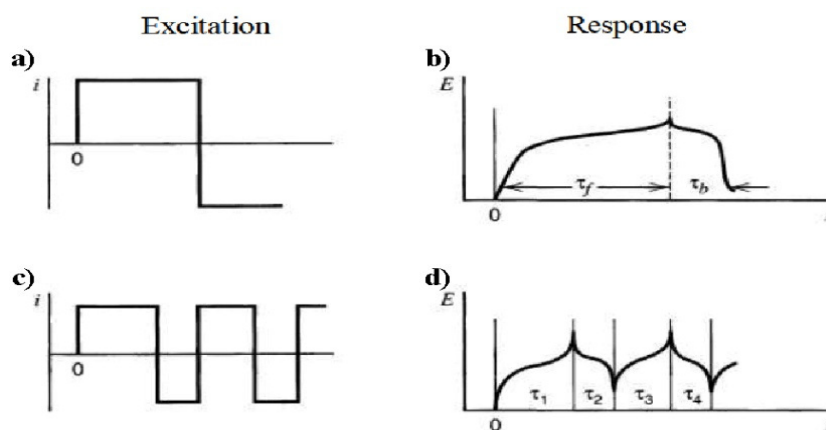 Excitation Response
a) b)
i E
0 τf τb
0
c) d)
i E
0 τ1 τ2 τ3 τ4
0